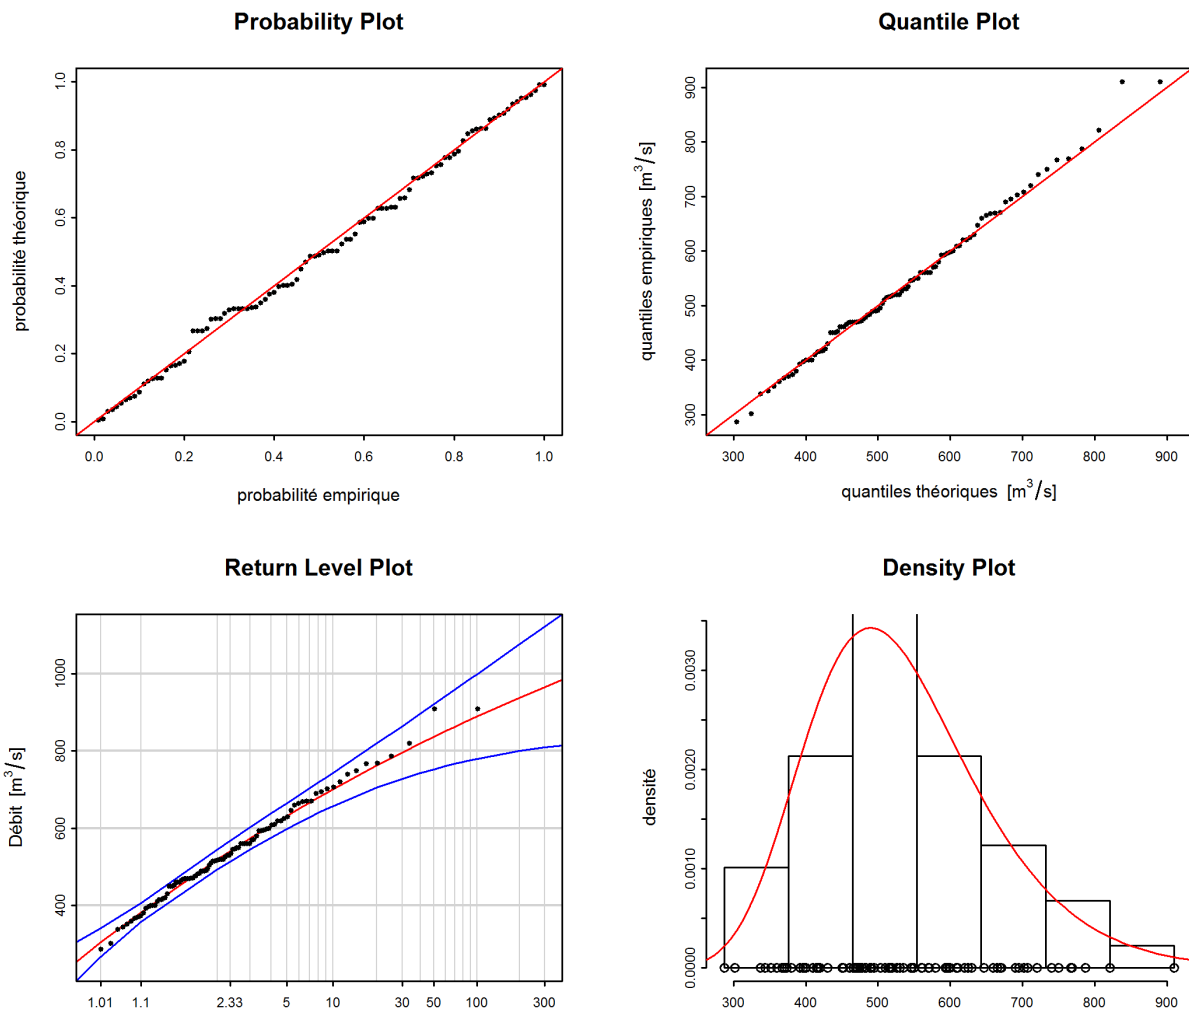 Probability Plot
probabilité théorique
0.0 0.2 0.4 0.6 0.8 1.0
0.0 0.2 0.4 0.6 0.8 1.0
probabilité empirique
Quantile Plot
quantiles empiriques [m³/s]
300 400 500 600 700 800 900
300 400 500 600 700 800 900
quantiles théoriques [m³/s]
Return Level Plot
Débit [m³/s]
400 600 800 1000
1.01 1.1 2.33 5 10 30 50 100 300
Density Plot
densité
0.0000 0.0010 0.0020 0.0030
300 400 500 600 700 800 900